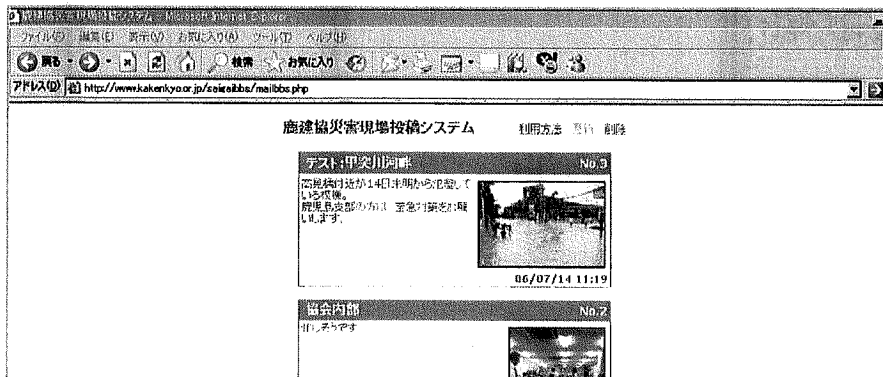 鹿建協災害現場投稿システム - Microsoft Internet Explorer
ファイル(F) 編集(E) 表示(V) お気に入り(A) ツール(T) ヘルプ(H)
戻る 検索 お気に入り
アドレス(D) http://www.kakenkyo.or.jp/saigaibbs/mailbbs.php
鹿建協災害現場投稿システム 利用方法 削除
テスト:甲突川河畔 No.3
高見橋付近が14日未明から氾濫して
いる模様。
鹿児島支部の方は、至急対策をお願
いします。
06/07/14 11:19
協会内部 No.2
忙しそうです